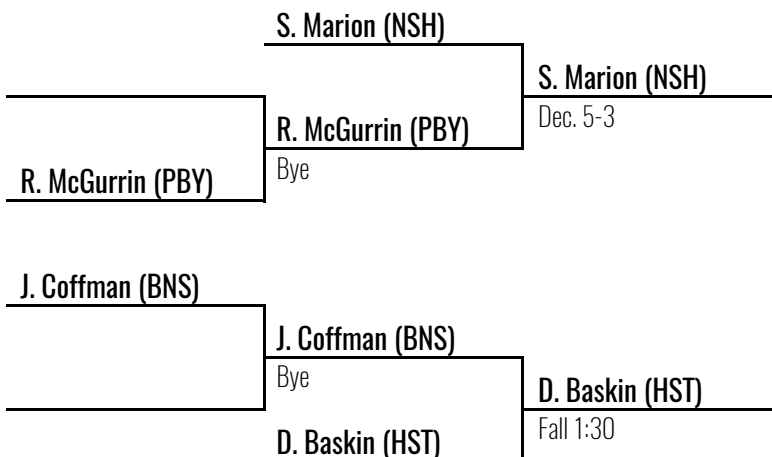 S. Marion (NSH)
S. Marion (NSH)
Dec. 5-3
R. McGurrin (PBY)
Bye
R. McGurrin (PBY)
J. Coffman (BNS)
J. Coffman (BNS)
Bye
D. Baskin (HST)
Fall 1:30
D. Baskin (HST)